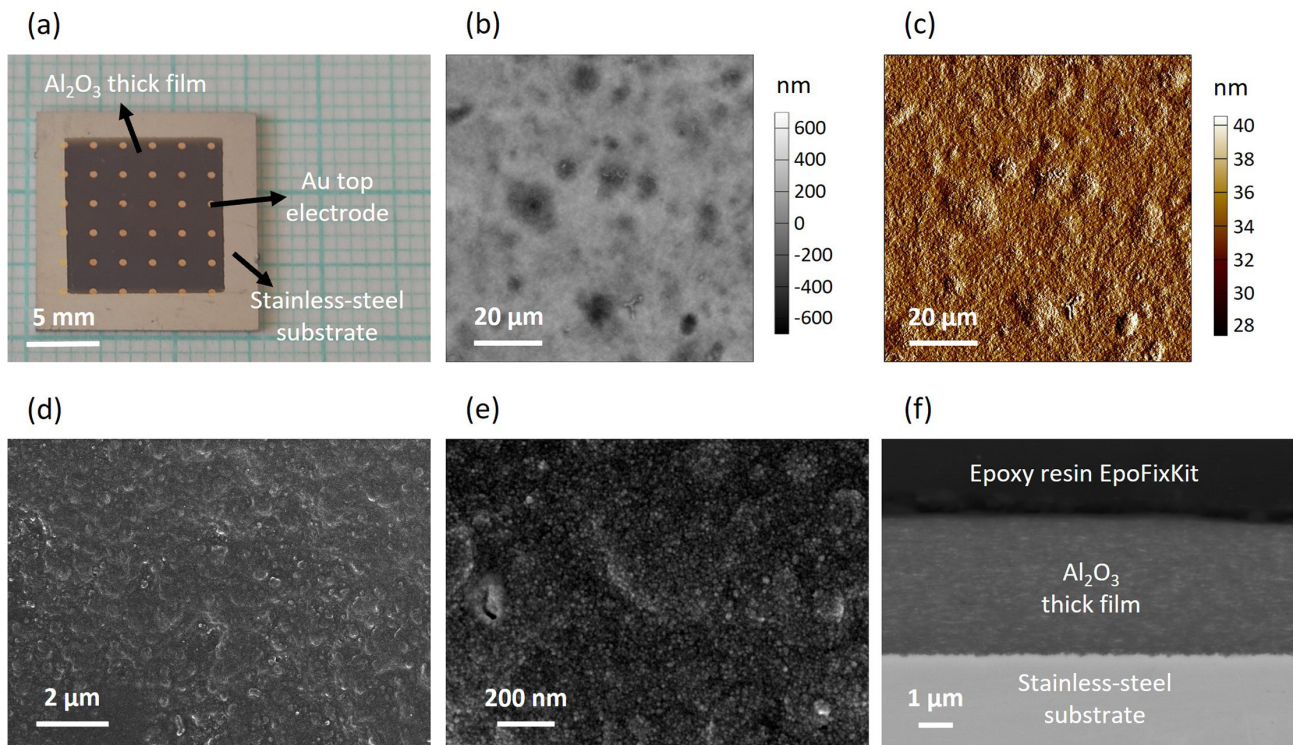 (a)
Al₂O₃ thick film
Au top
electrode
Stainless-steel
substrate
5 mm
(b)
nm
600
400
200
0
-200
-400
-600
20 µm
(c)
nm
40
38
36
34
32
30
28
20 µm
(d)
2 µm
(e)
200 nm
(f)
Epoxy resin EpoFixKit
Al₂O₃
thick film
Stainless-steel
substrate
1 µm